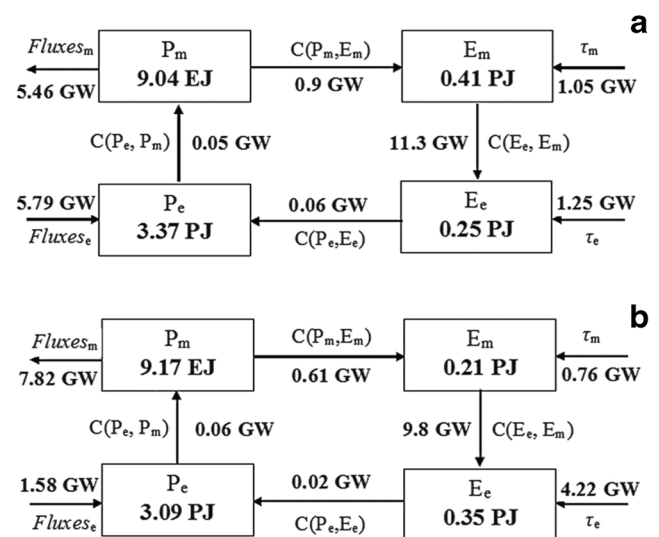 a
Fluxesₘ
5.46 GW
Pₘ
9.04 EJ
C(Pₘ,Eₘ)
0.9 GW
Eₘ
0.41 PJ
τₘ
1.05 GW
C(Pₑ, Pₘ) 0.05 GW
11.3 GW C(Eₑ, Eₘ)
5.79 GW
Fluxesₑ
Pₑ
3.37 PJ
0.06 GW
C(Pₑ,Eₑ)
Eₑ
0.25 PJ
1.25 GW
τₑ
b
Fluxesₘ
7.82 GW
Pₘ
9.17 EJ
C(Pₘ,Eₘ)
0.61 GW
Eₘ
0.21 PJ
τₘ
0.76 GW
C(Pₑ, Pₘ) 0.06 GW
9.8 GW C(Eₑ, Eₘ)
1.58 GW
Fluxesₑ
Pₑ
3.09 PJ
0.02 GW
C(Pₑ,Eₑ)
Eₑ
0.35 PJ
4.22 GW
τₑ